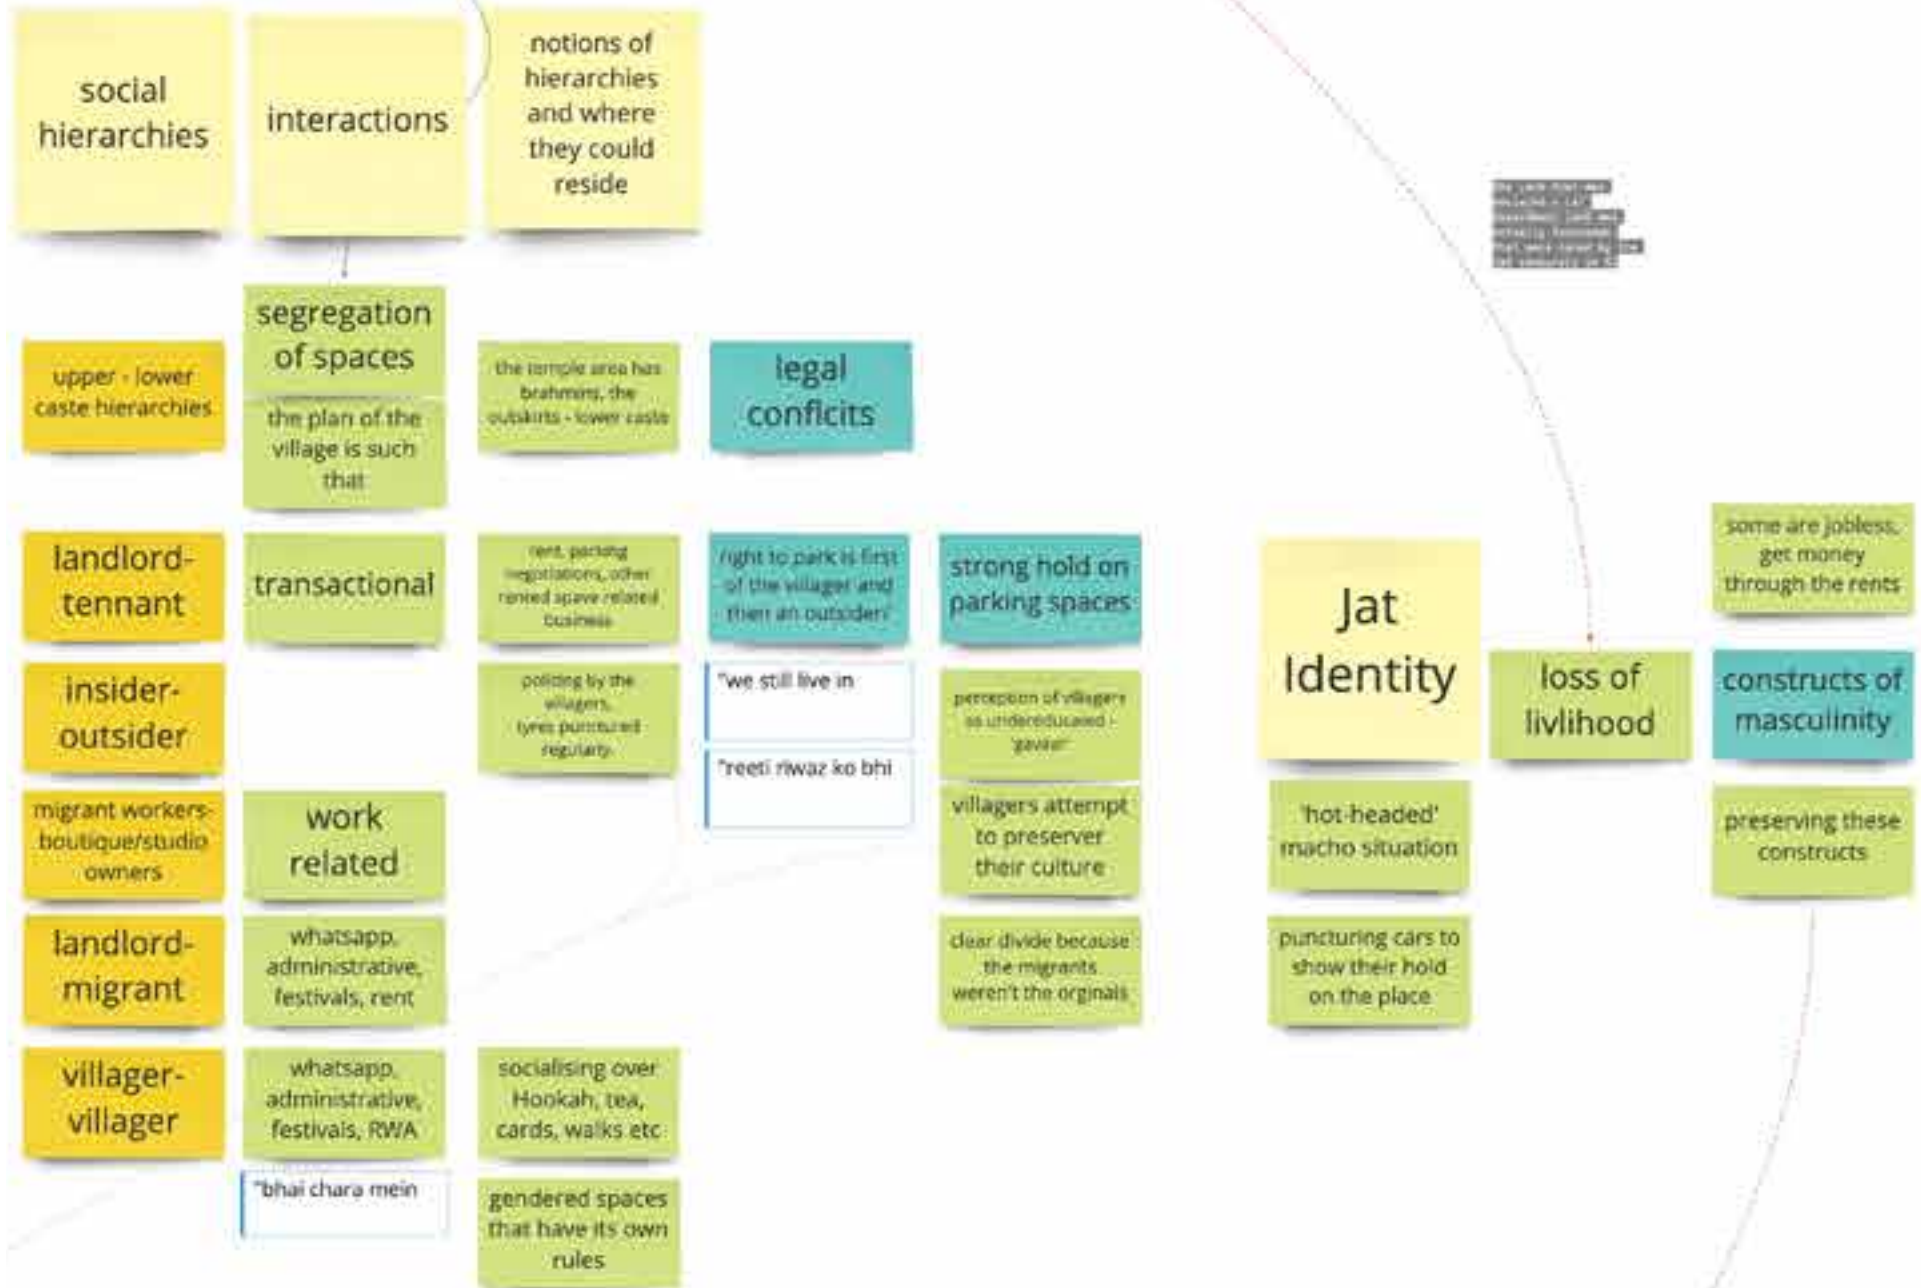 social
hierarchies
interactions
notions of
hierarchies
and where
they could
reside
segregation
of spaces
upper - lower
caste hierarchies
the plan of the
village is such
that
the temple area has
brahmins, the
outskirts - lower caste
legal
conflcits
landlord-
tennant
transactional
rent, parking
negotiations, other
rented spave related
business
right to park is first
of the villager and
then an outsider/
strong hold on
parking spaces
insider-
outsider
policing by the
villagers,
tyres punctured
regularly
"we still live in
"reeti riwaz ko bhi
perception of villagers
as undereducated -
'gavaar'
migrant workers-
boutique/studio
owners
work
related
villagers attempt
to preserver
their culture
landlord-
migrant
whatsapp,
administrative,
festivals, rent
clear divide because
the migrants
weren't the orginals
villager-
villager
whatsapp,
administrative,
festivals, RWA
socialising over
Hookah, tea,
cards, walks etc
"bhai chara mein
gendered spaces
that have its own
rules
Jat
Identity
loss of
livlihood
some are jobless,
get money
through the rents
constructs of
masculinity
'hot-headed'
macho situation
preserving these
constructs
puncturing cars to
show their hold
on the place